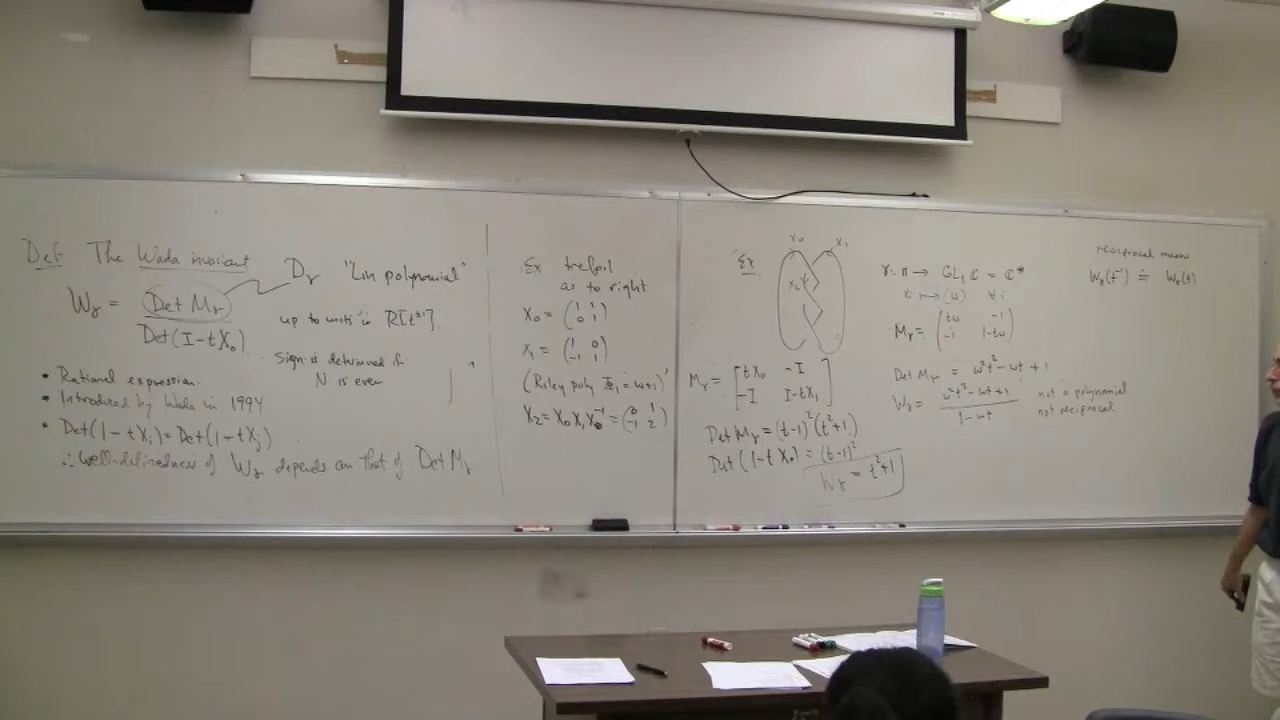 Def: The Wada invariant
D_γ "Lin polynomial"
W_γ = Det M_γ / Det(I-tX_0)
up to units in R[t^{±1}].
Sign is determined if
N is even
• Rational expression.
• Introduced by Wada in 1994
• Det(1-tX_i) = Det(1-tX_j)
∴ well-definedness of W_γ depends on that of Det M_γ
Ex trefoil
as to right
X_0 = (1 1; 0 1)
X_1 = (1 0; -1 1)
(Riley poly Φ_1 = ω+1)
X_2 = X_0X_1X_0^{-1} = (0 1; -1 2)
Ex
x_0 x_1
x_2
M_γ = [tX_0 -I; -I I-tX_1]
Det M_γ = (t-1)^2(t^2+1)
Det(1-tX_0) = (t-1)^2
W_γ = t^2+1
γ: π → GL_1 ℂ = ℂ*
x_i ↦ (ω) ∀i
M_γ = (tω -1; -1 1-tω)
Det M_γ = ω^2t^2-ωt+1
W_γ = ω^2t^2-ωt+1 / 1-ωt
not a polynomial
not reciprocal
reciprocal means
W_γ(t^{-1}) ≐ W_γ(t)